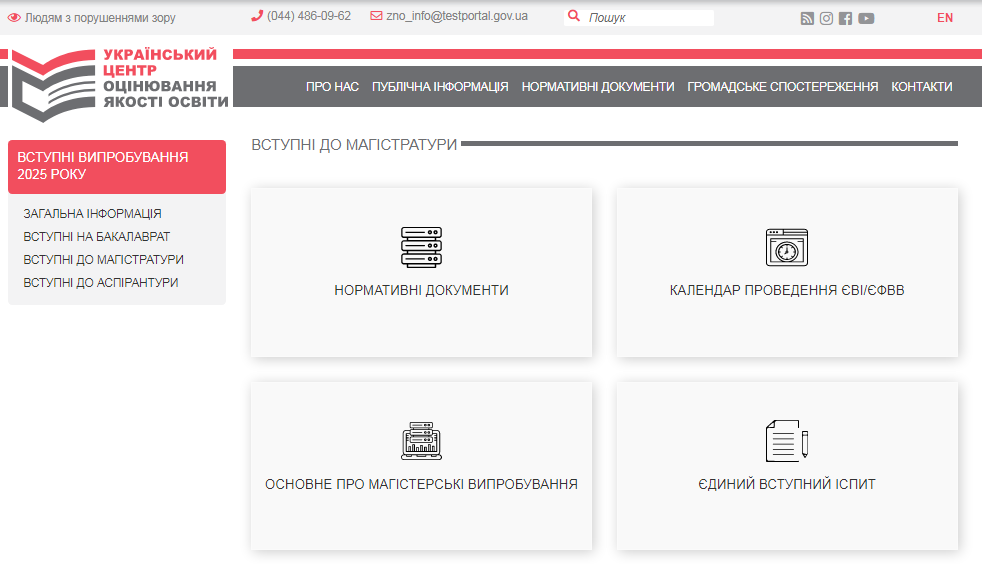 Людям з порушеннями зору
(044) 486-09-62
zno_info@testportal.gov.ua
Пошук
EN
УКРАЇНСЬКИЙ
ЦЕНТР
ОЦІНЮВАННЯ
ЯКОСТІ ОСВІТИ
ПРО НАС
ПУБЛІЧНА ІНФОРМАЦІЯ
НОРМАТИВНІ ДОКУМЕНТИ
ГРОМАДСЬКЕ СПОСТЕРЕЖЕННЯ
КОНТАКТИ
ВСТУПНІ ВИПРОБУВАННЯ
2025 РОКУ
ЗАГАЛЬНА ІНФОРМАЦІЯ
ВСТУПНІ НА БАКАЛАВРАТ
ВСТУПНІ ДО МАГІСТРАТУРИ
ВСТУПНІ ДО АСПІРАНТУРИ
ВСТУПНІ ДО МАГІСТРАТУРИ
НОРМАТИВНІ ДОКУМЕНТИ
КАЛЕНДАР ПРОВЕДЕННЯ ЄВІ/ЄФВВ
ОСНОВНЕ ПРО МАГІСТЕРСЬКІ ВИПРОБУВАННЯ
ЄДИНИЙ ВСТУПНИЙ ІСПИТ